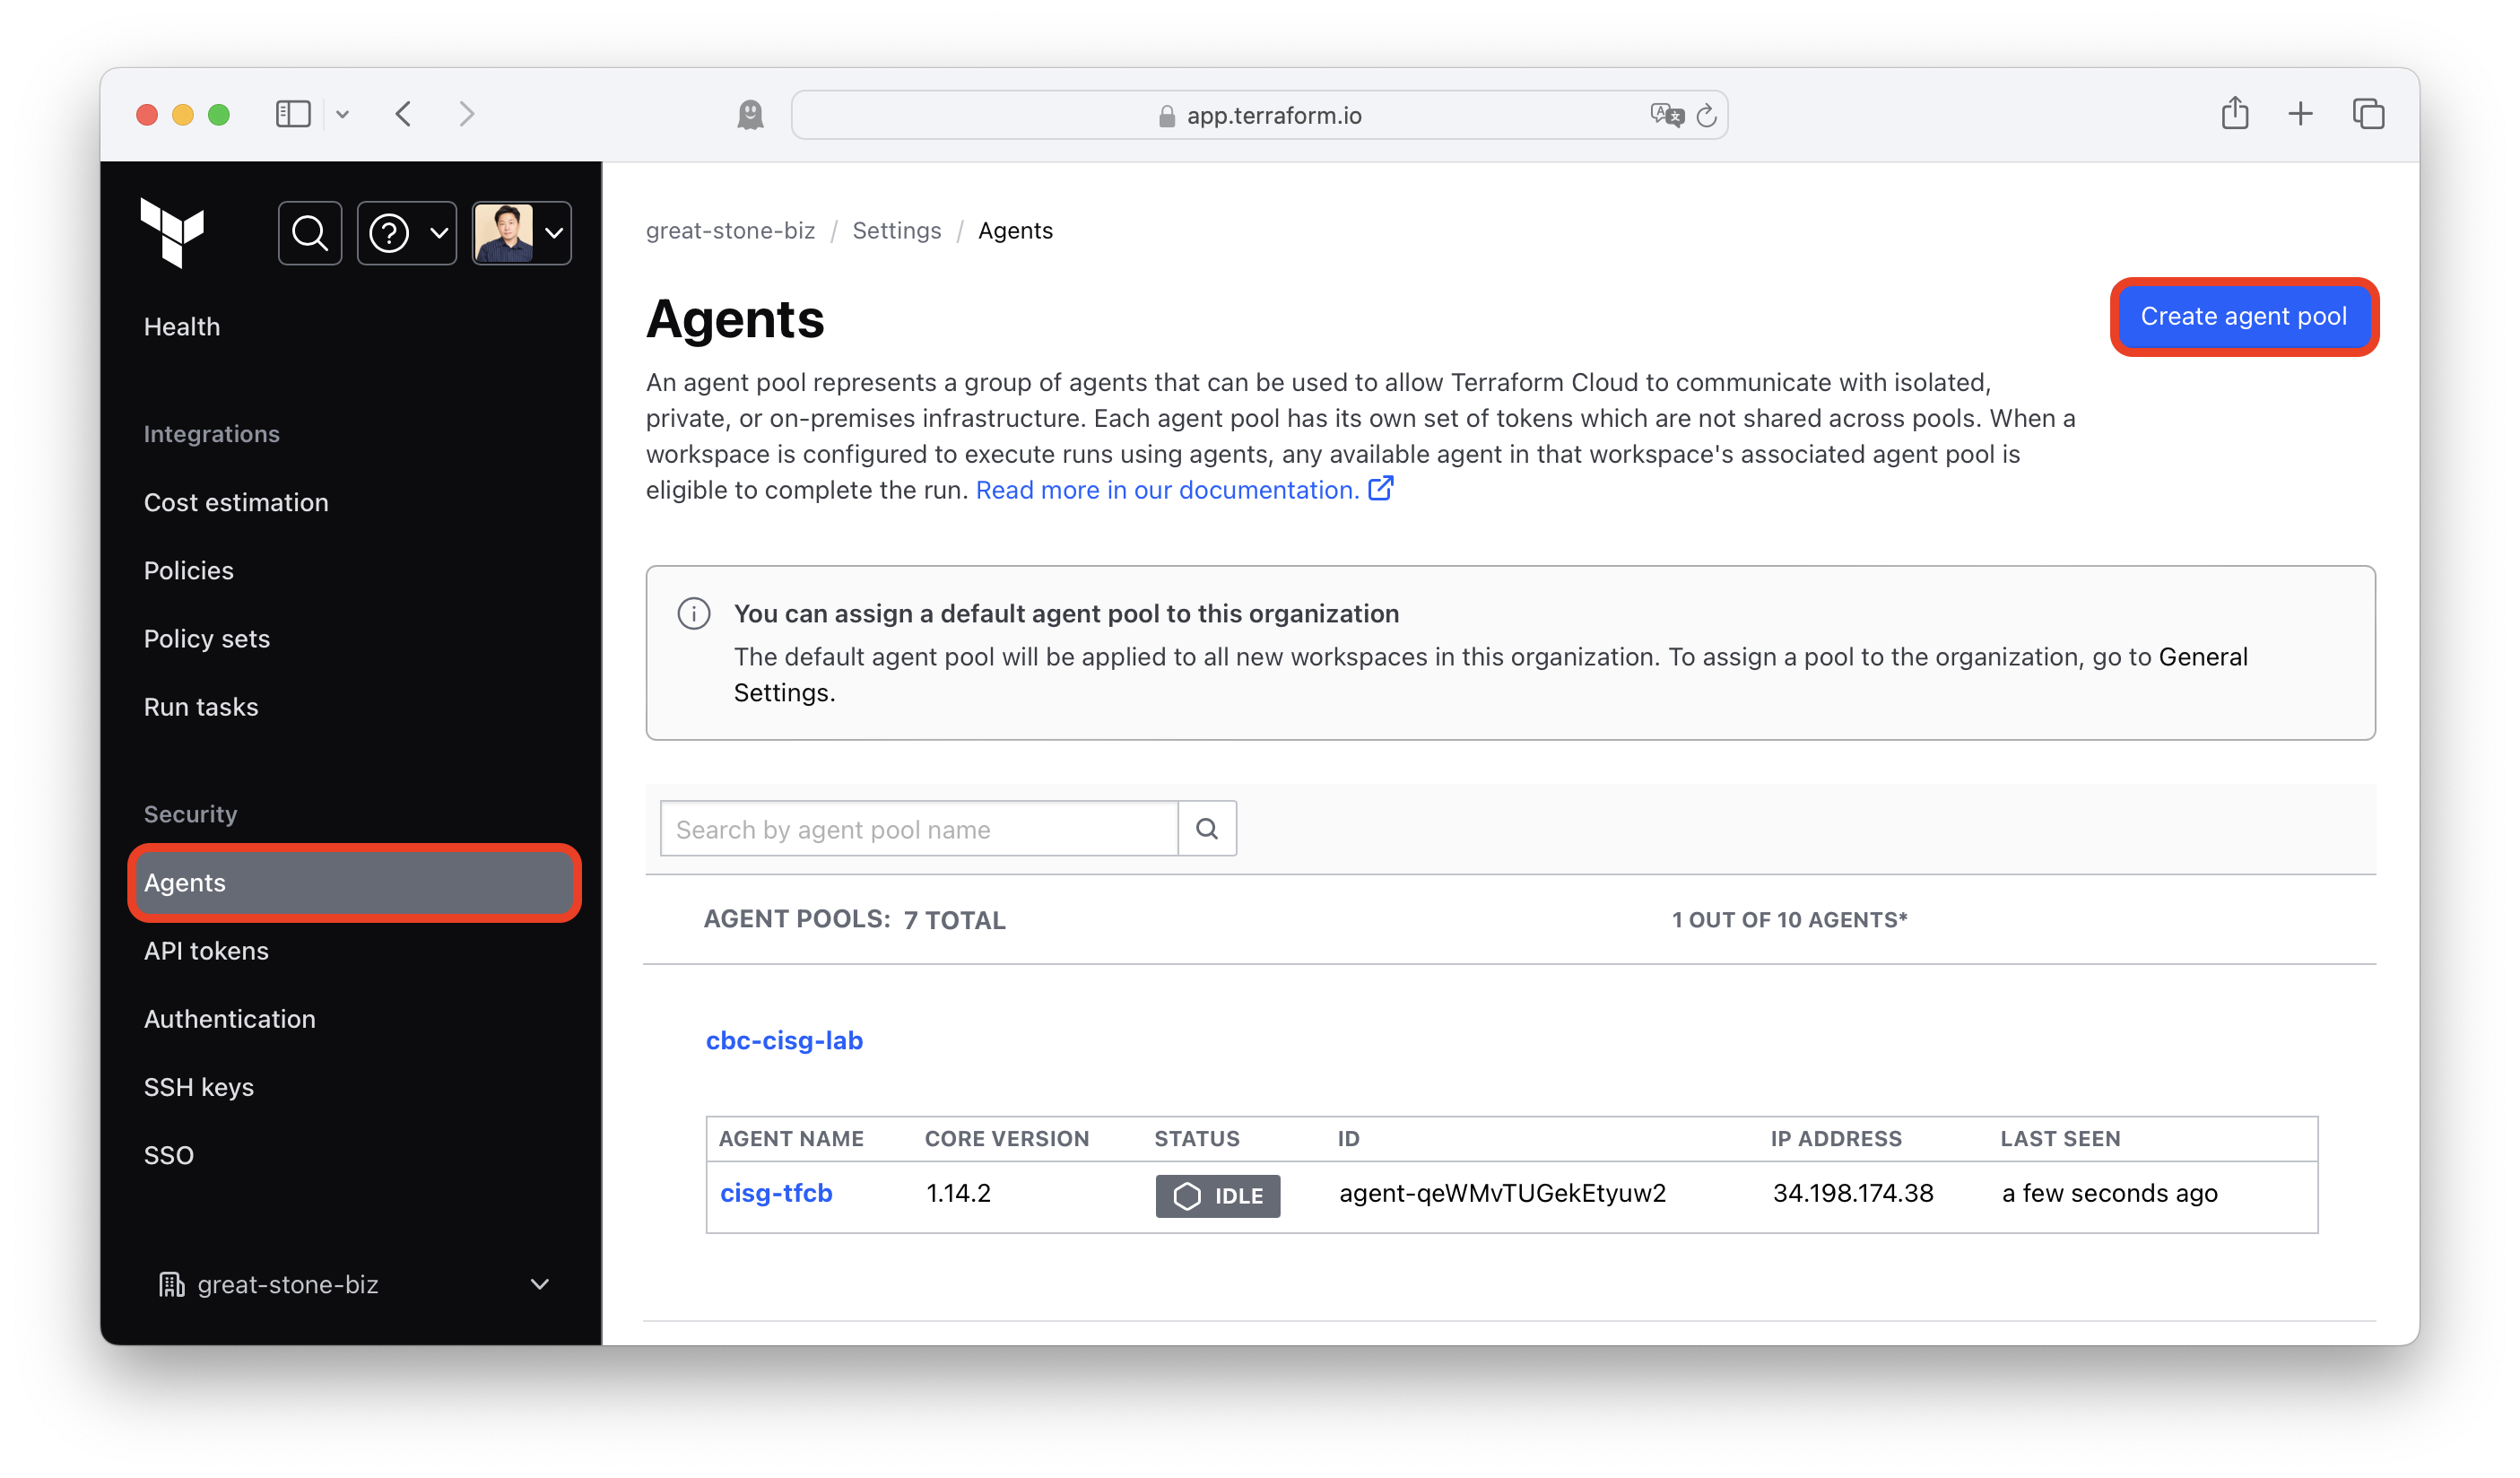 app.terraform.io
Health
Integrations
Cost estimation
Policies
Policy sets
Run tasks
Security
Agents
API tokens
Authentication
SSH keys
SSO
great-stone-biz
great-stone-biz / Settings / Agents
Agents
Create agent pool
An agent pool represents a group of agents that can be used to allow Terraform Cloud to communicate with isolated,
private, or on-premises infrastructure. Each agent pool has its own set of tokens which are not shared across pools. When a
workspace is configured to execute runs using agents, any available agent in that workspace's associated agent pool is
eligible to complete the run. Read more in our documentation.
You can assign a default agent pool to this organization
The default agent pool will be applied to all new workspaces in this organization. To assign a pool to the organization, go to General
Settings.
Search by agent pool name
AGENT POOLS: 7 TOTAL
1 OUT OF 10 AGENTS*
cbc-cisg-lab
AGENT NAME CORE VERSION STATUS ID IP ADDRESS LAST SEEN
cisg-tfcb 1.14.2 IDLE agent-qeWMvTUGekEtyuw2 34.198.174.38 a few seconds ago